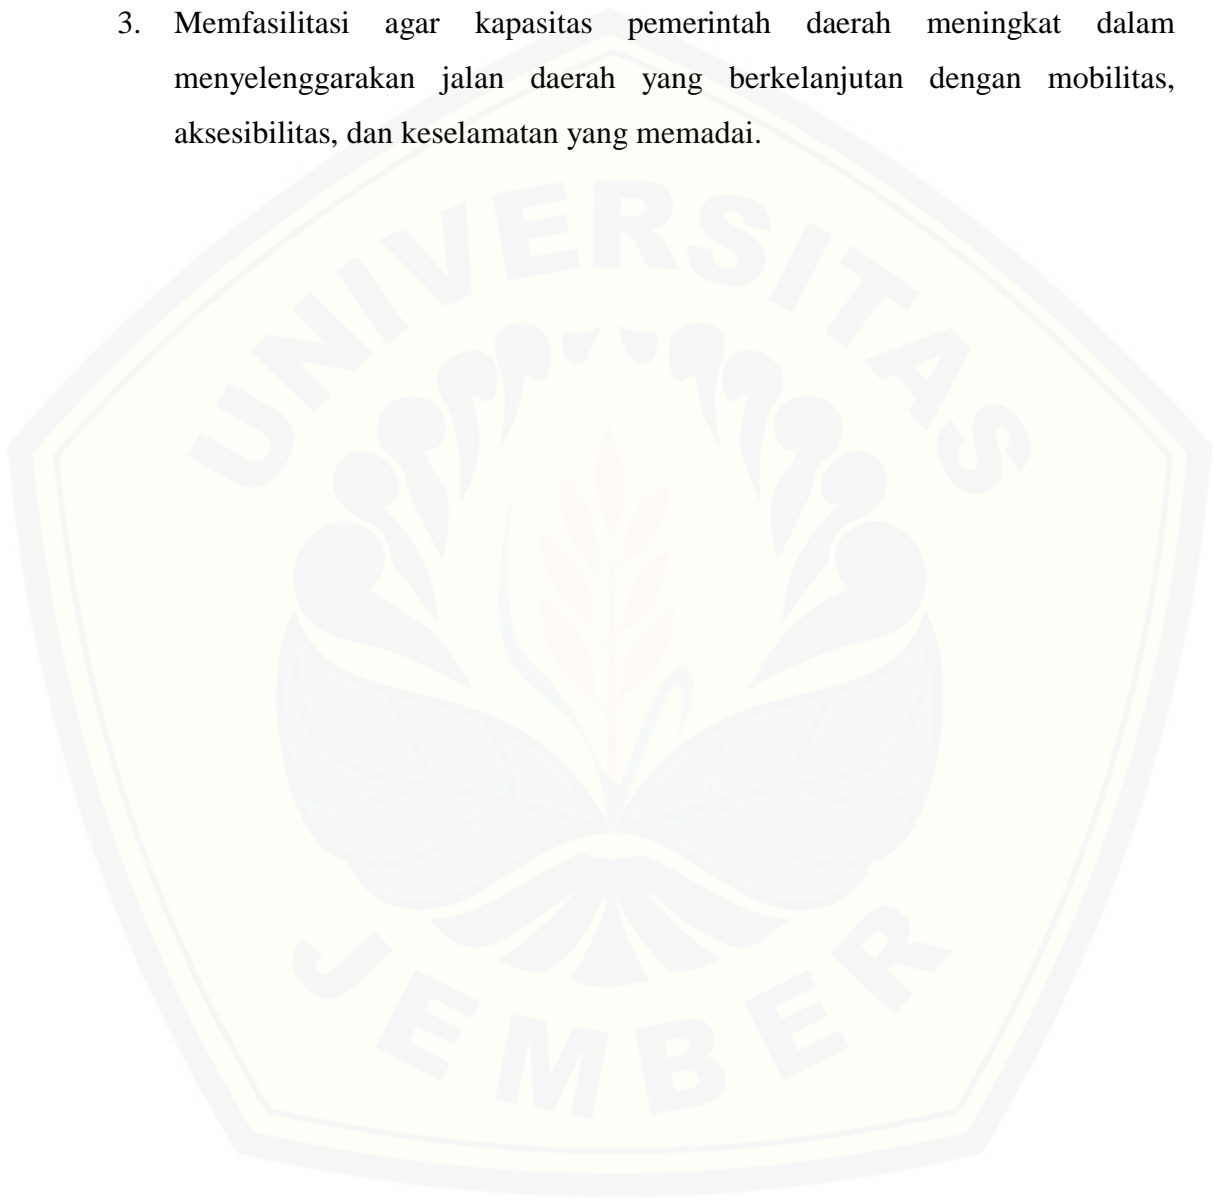 3. Memfasilitasi agar kapasitas pemerintah daerah meningkat dalam
menyelenggarakan jalan daerah yang berkelanjutan dengan mobilitas,
aksesibilitas, dan keselamatan yang memadai.
UNIVERSITAS
JEMBER